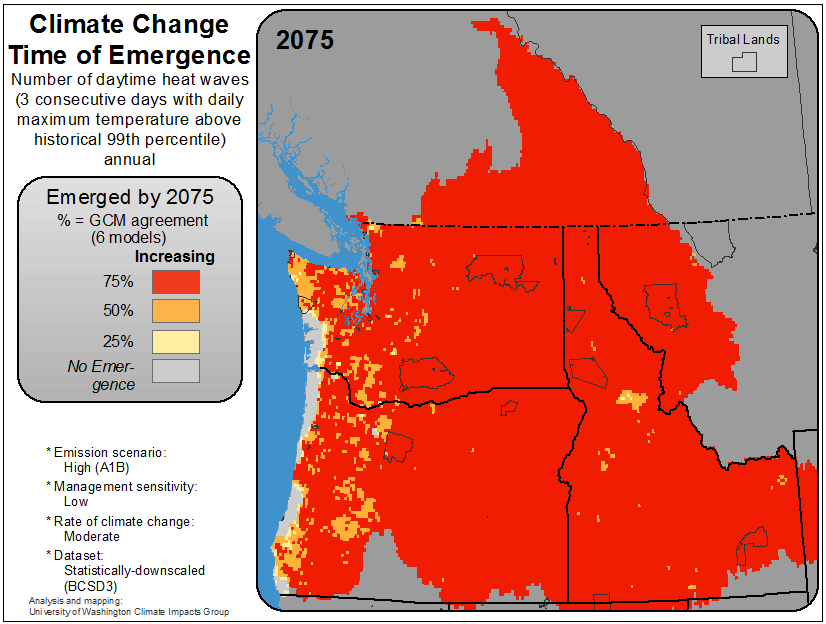 Climate Change
Time of Emergence
Number of daytime heat waves
(3 consecutive days with daily
maximum temperature above
historical 99th percentile)
annual
Emerged by 2075
% = GCM agreement
(6 models)
Increasing
75%
50%
25%
No Emer-
gence
* Emission scenario:
High (A1B)
* Management sensitivity:
Low
* Rate of climate change:
Moderate
* Dataset:
Statistically-downscaled
(BCSD3)
Analysis and mapping:
University of Washington Climate Impacts Group
2075
Tribal Lands